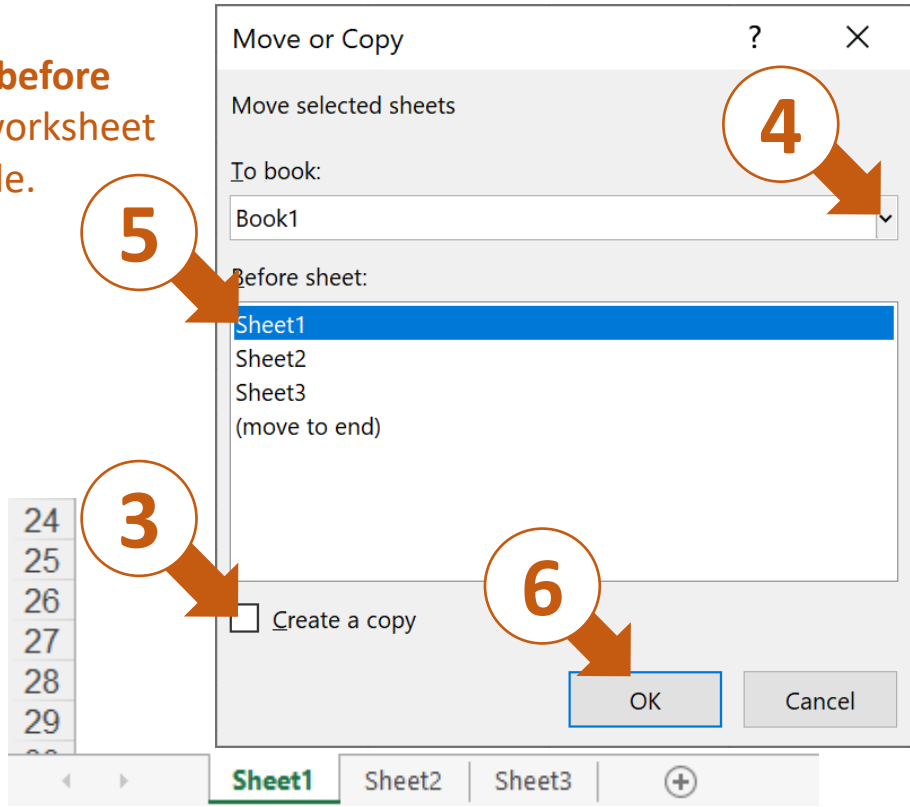 before
worksheet
Move or Copy
?
Move selected sheets
4
To book:
5
Book1
Before sheet:
Sheet1
Sheet2
Sheet3
(move to end)
24
3
25
6
26
Create a copy
27
28
OK
Cancel
29
Sheet1
Sheet2
Sheet3